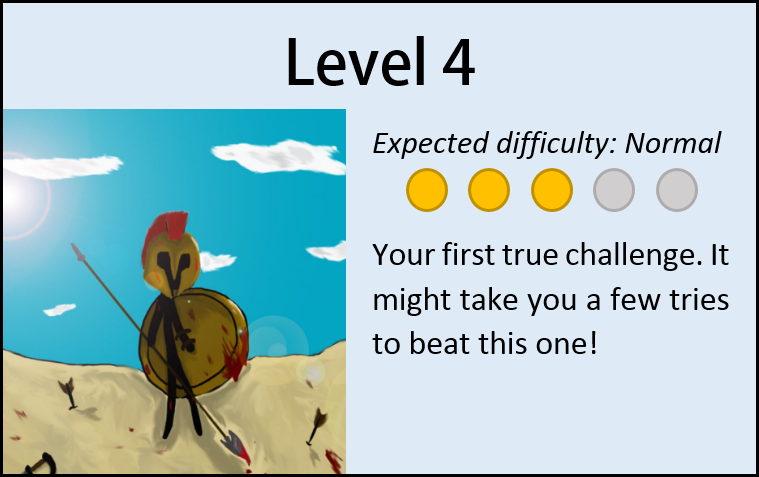 Level 4
Expected difficulty: Normal
Your first true challenge. It
might take you a few tries
to beat this one!